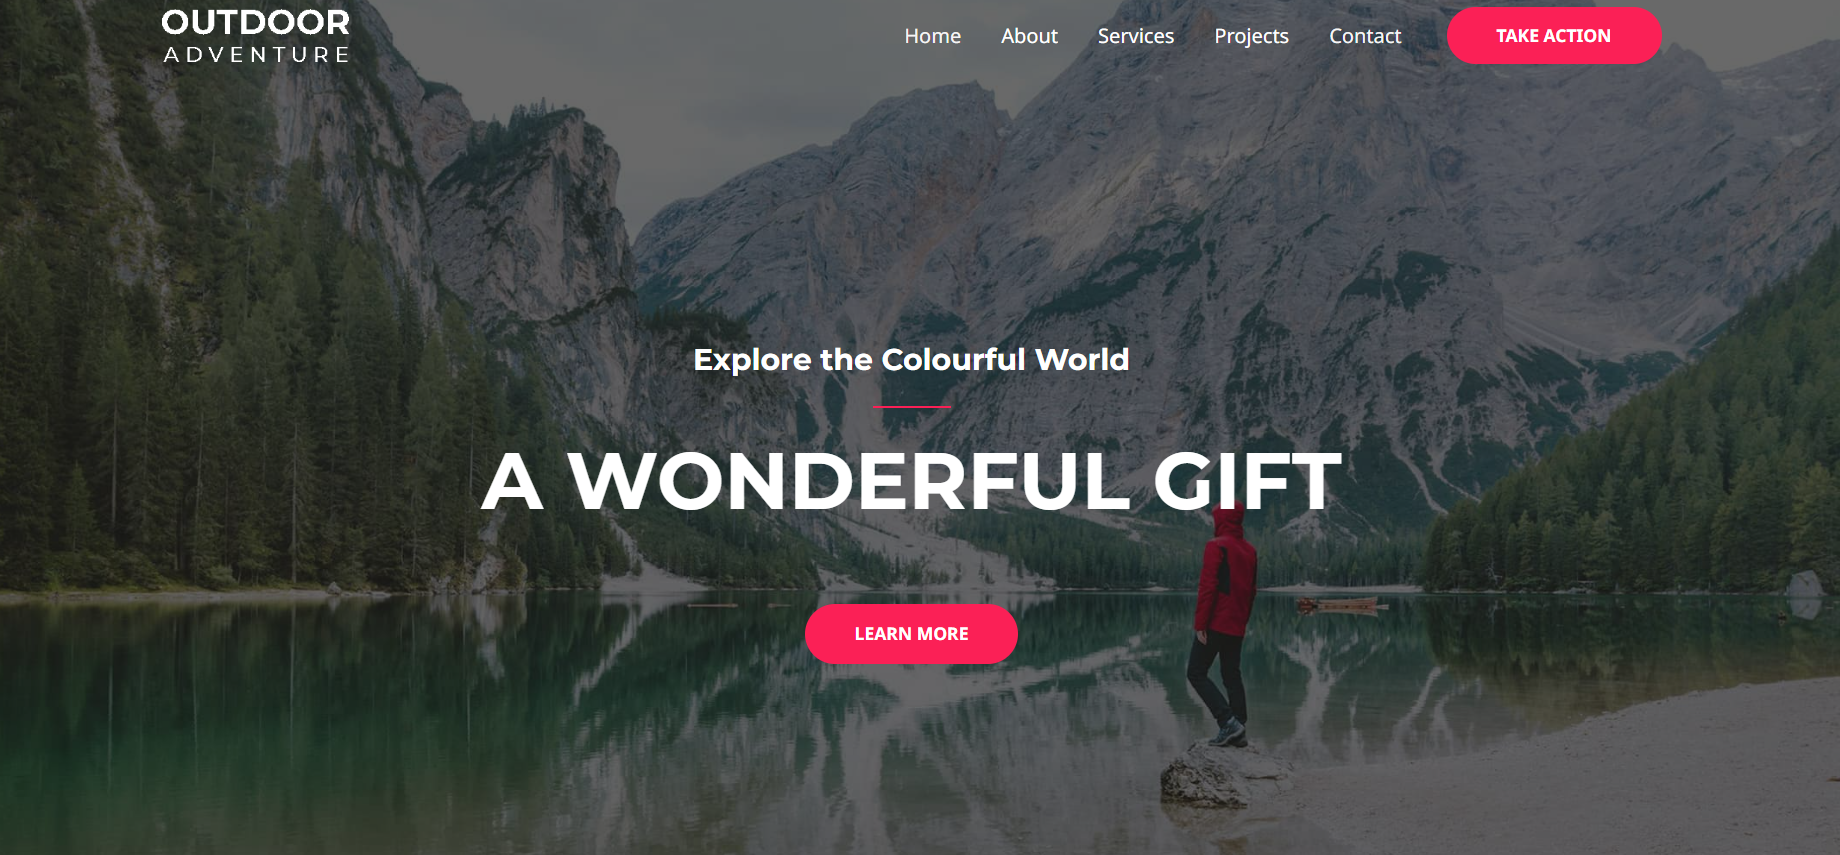 OUTDOOR
ADVENTURE
Home About Services Projects Contact TAKE ACTION
Explore the Colourful World
A WONDERFUL GIFT
LEARN MORE